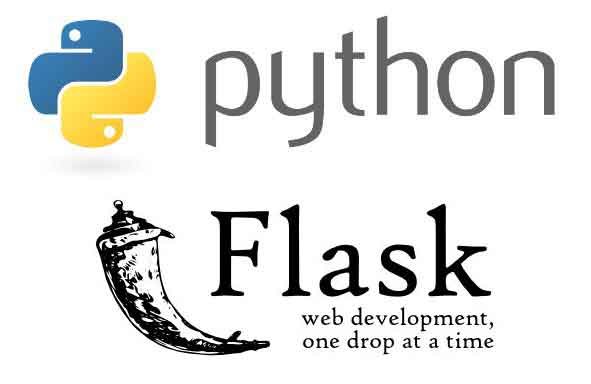 python
Flask
web development,
one drop at a time